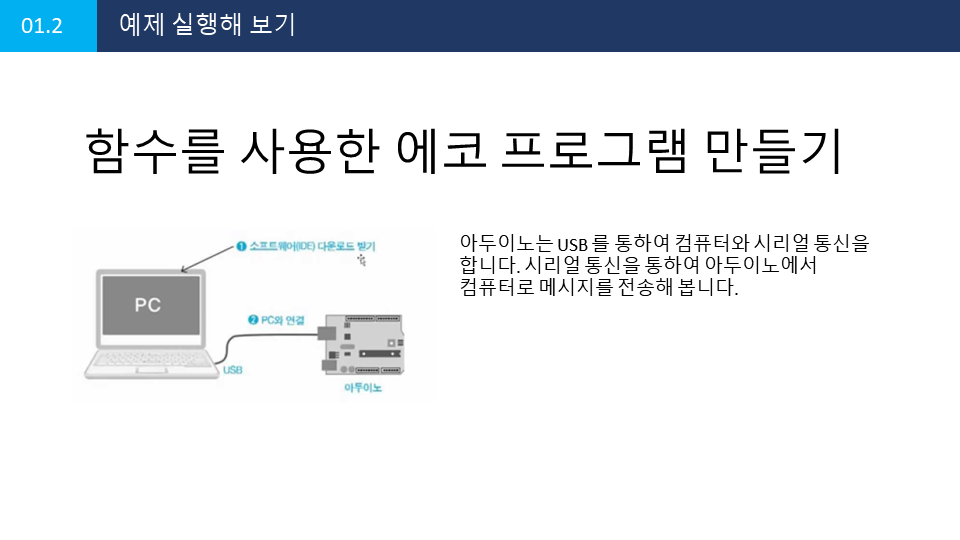 01.2
예제 실행해 보기
함수를 사용한 에코 프로그램 만들기
❶ 소프트웨어(IDE) 다운로드 받기
PC
❷ PC와 연결
USB
아두이노
아두이노는 USB 를 통하여 컴퓨터와 시리얼 통신을
합니다. 시리얼 통신을 통하여 아두이노에서
컴퓨터로 메시지를 전송해 봅니다.